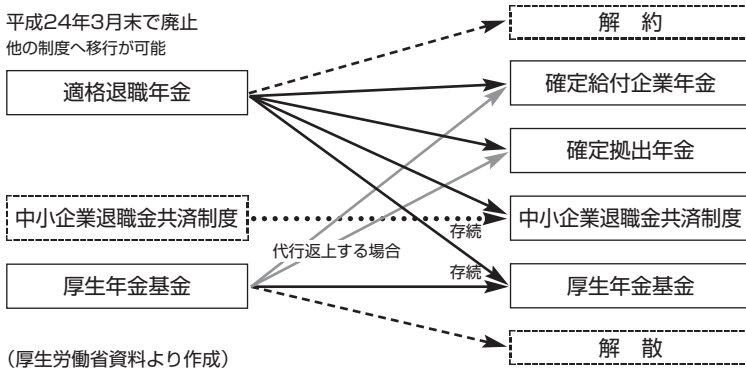 平成24年3月末で廃止
他の制度へ移行が可能
適格退職年金
中小企業退職金共済制度
厚生年金基金
（厚生労働省資料より作成）
代行返上する場合
存続
存続
解　約
確定給付企業年金
確定拠出年金
中小企業退職金共済制度
厚生年金基金
解　散